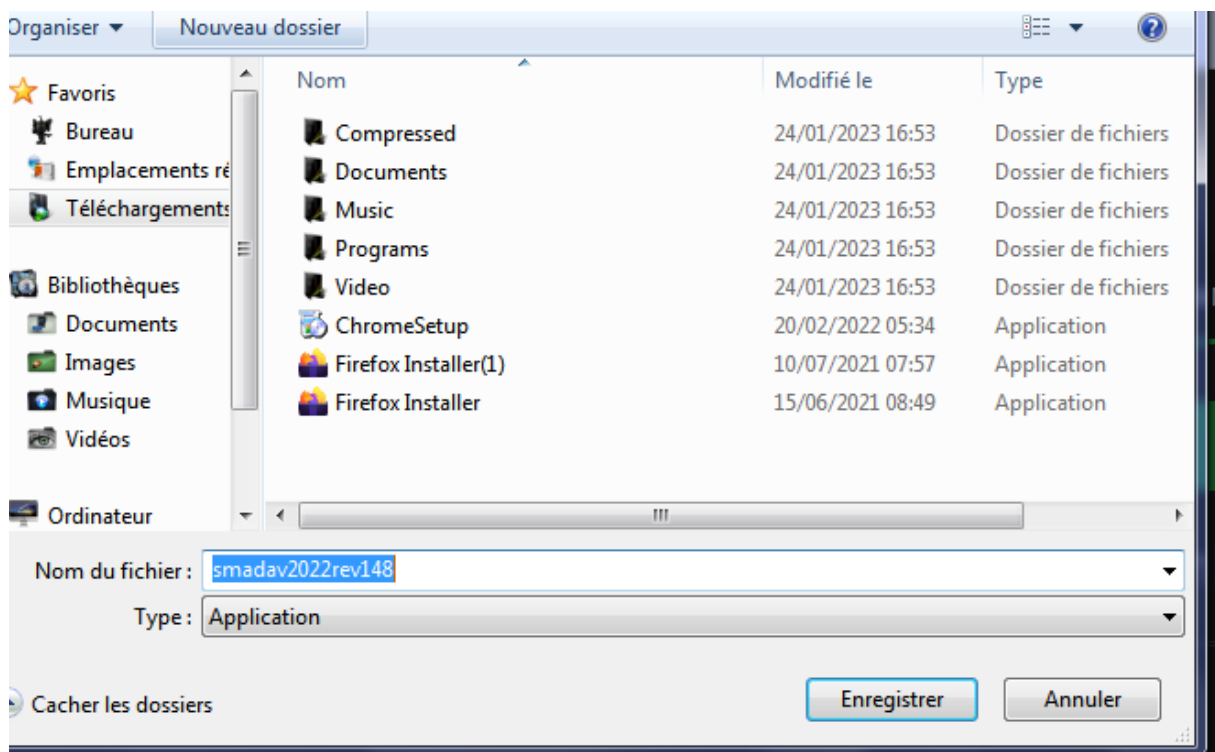 Organiser Nouveau dossier
Nom Modifié le Type
Favoris
Bureau
Emplacements ré
Téléchargements
Bibliothèques
Documents
Images
Musique
Vidéos
Ordinateur
Compressed 24/01/2023 16:53 Dossier de fichiers
Documents 24/01/2023 16:53 Dossier de fichiers
Music 24/01/2023 16:53 Dossier de fichiers
Programs 24/01/2023 16:53 Dossier de fichiers
Video 24/01/2023 16:53 Dossier de fichiers
ChromeSetup 20/02/2022 05:34 Application
Firefox Installer(1) 10/07/2021 07:57 Application
Firefox Installer 15/06/2021 08:49 Application
Nom du fichier : smadav2022rev148
Type : Application
Cacher les dossiers Enregistrer Annuler